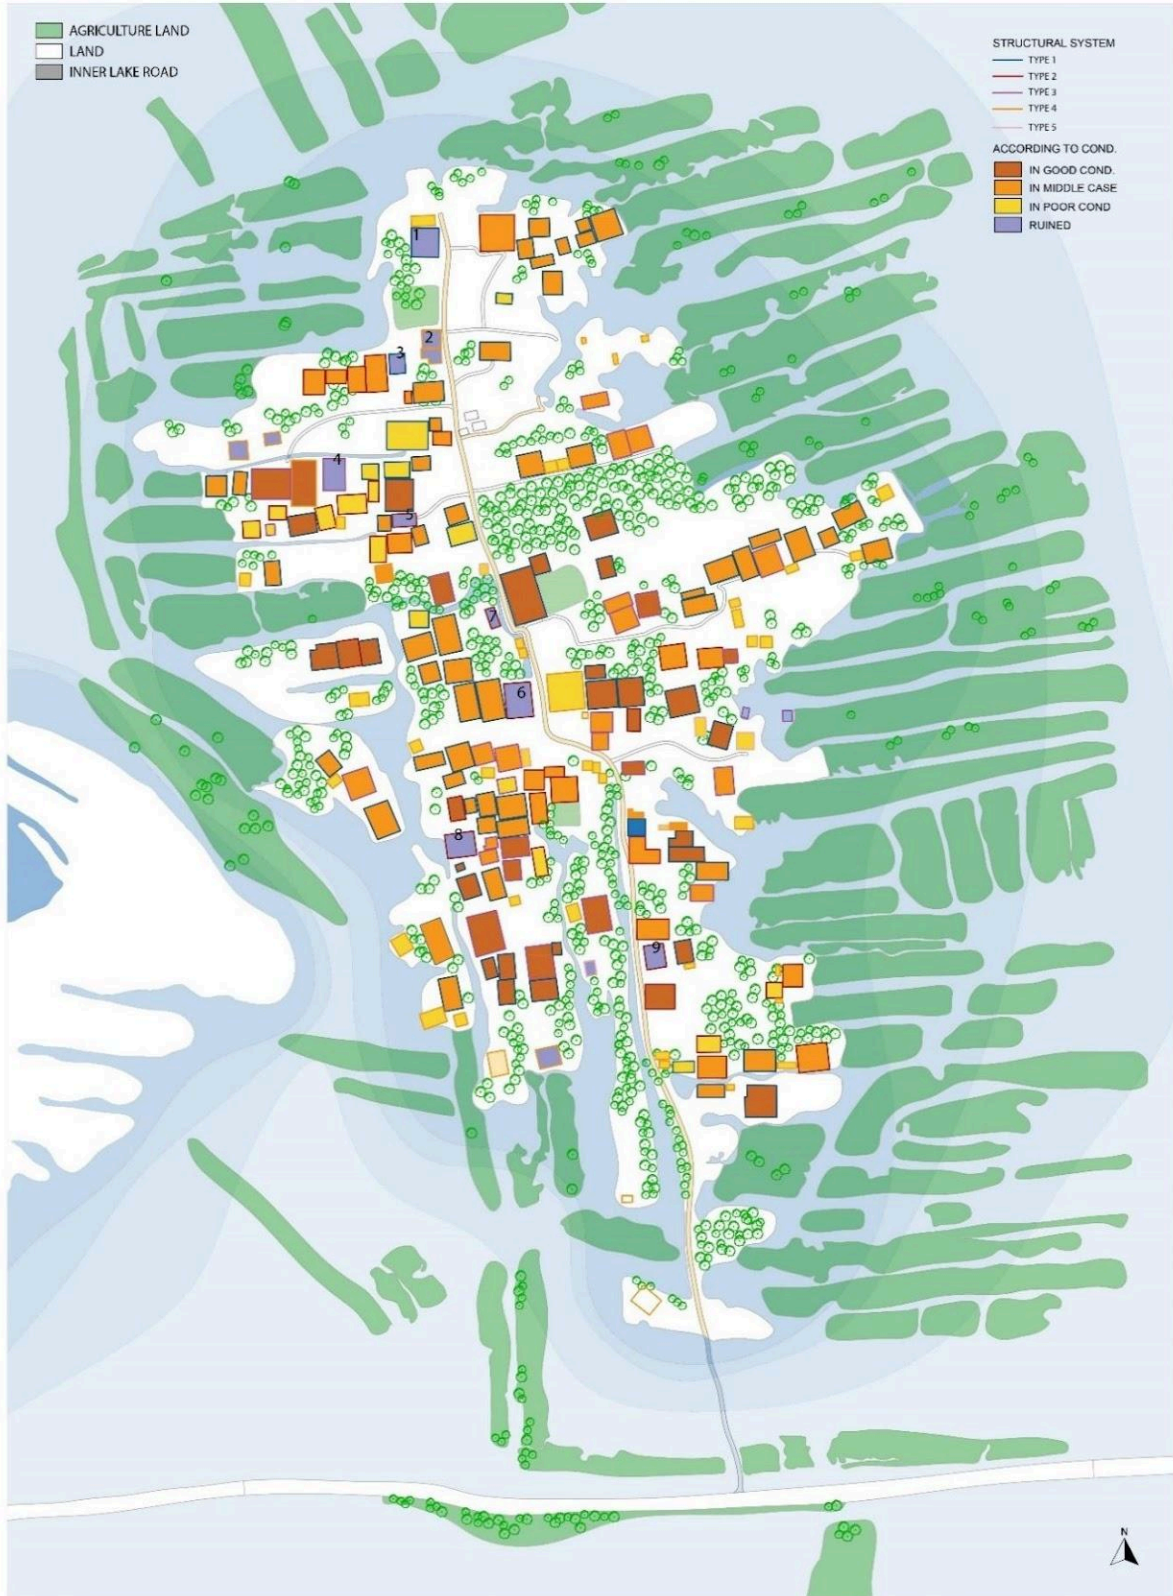 AGRICULTURE LAND
LAND
INNER LAKE ROAD
STRUCTURAL SYSTEM
TYPE 1
TYPE 2
TYPE 3
TYPE 4
TYPE 5
ACCORDING TO COND.
IN GOOD COND.
IN MIDDLE CASE
IN POOR COND
RUINED
1
2
3
4
5
7
6
8
9
N